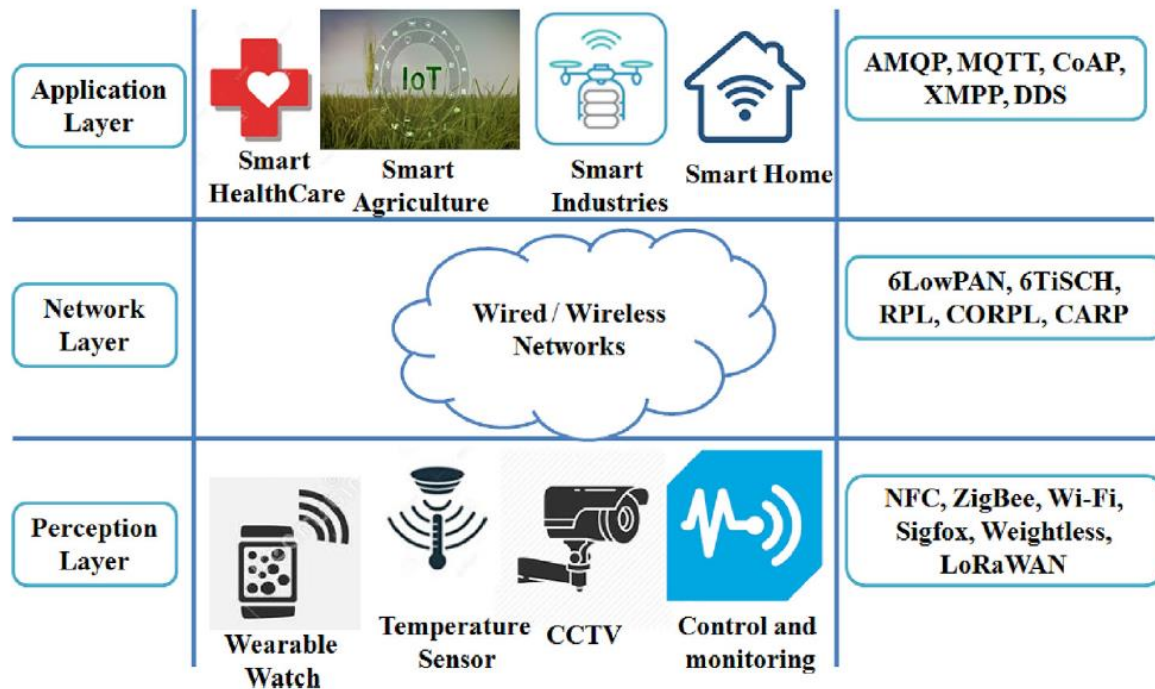 Application
Layer
IoT
Smart
HealthCare
Smart
Agriculture
Smart
Industries
Smart Home
AMQP, MQTT, CoAP,
XMPP, DDS
Network
Layer
Wired / Wireless
Networks
6LowPAN, 6TiSCH,
RPL, CORPL, CARP
Perception
Layer
Wearable
Watch
Temperature
Sensor
CCTV
Control and
monitoring
NFC, ZigBee, Wi-Fi,
Sigfox, Weightless,
LoRaWAN